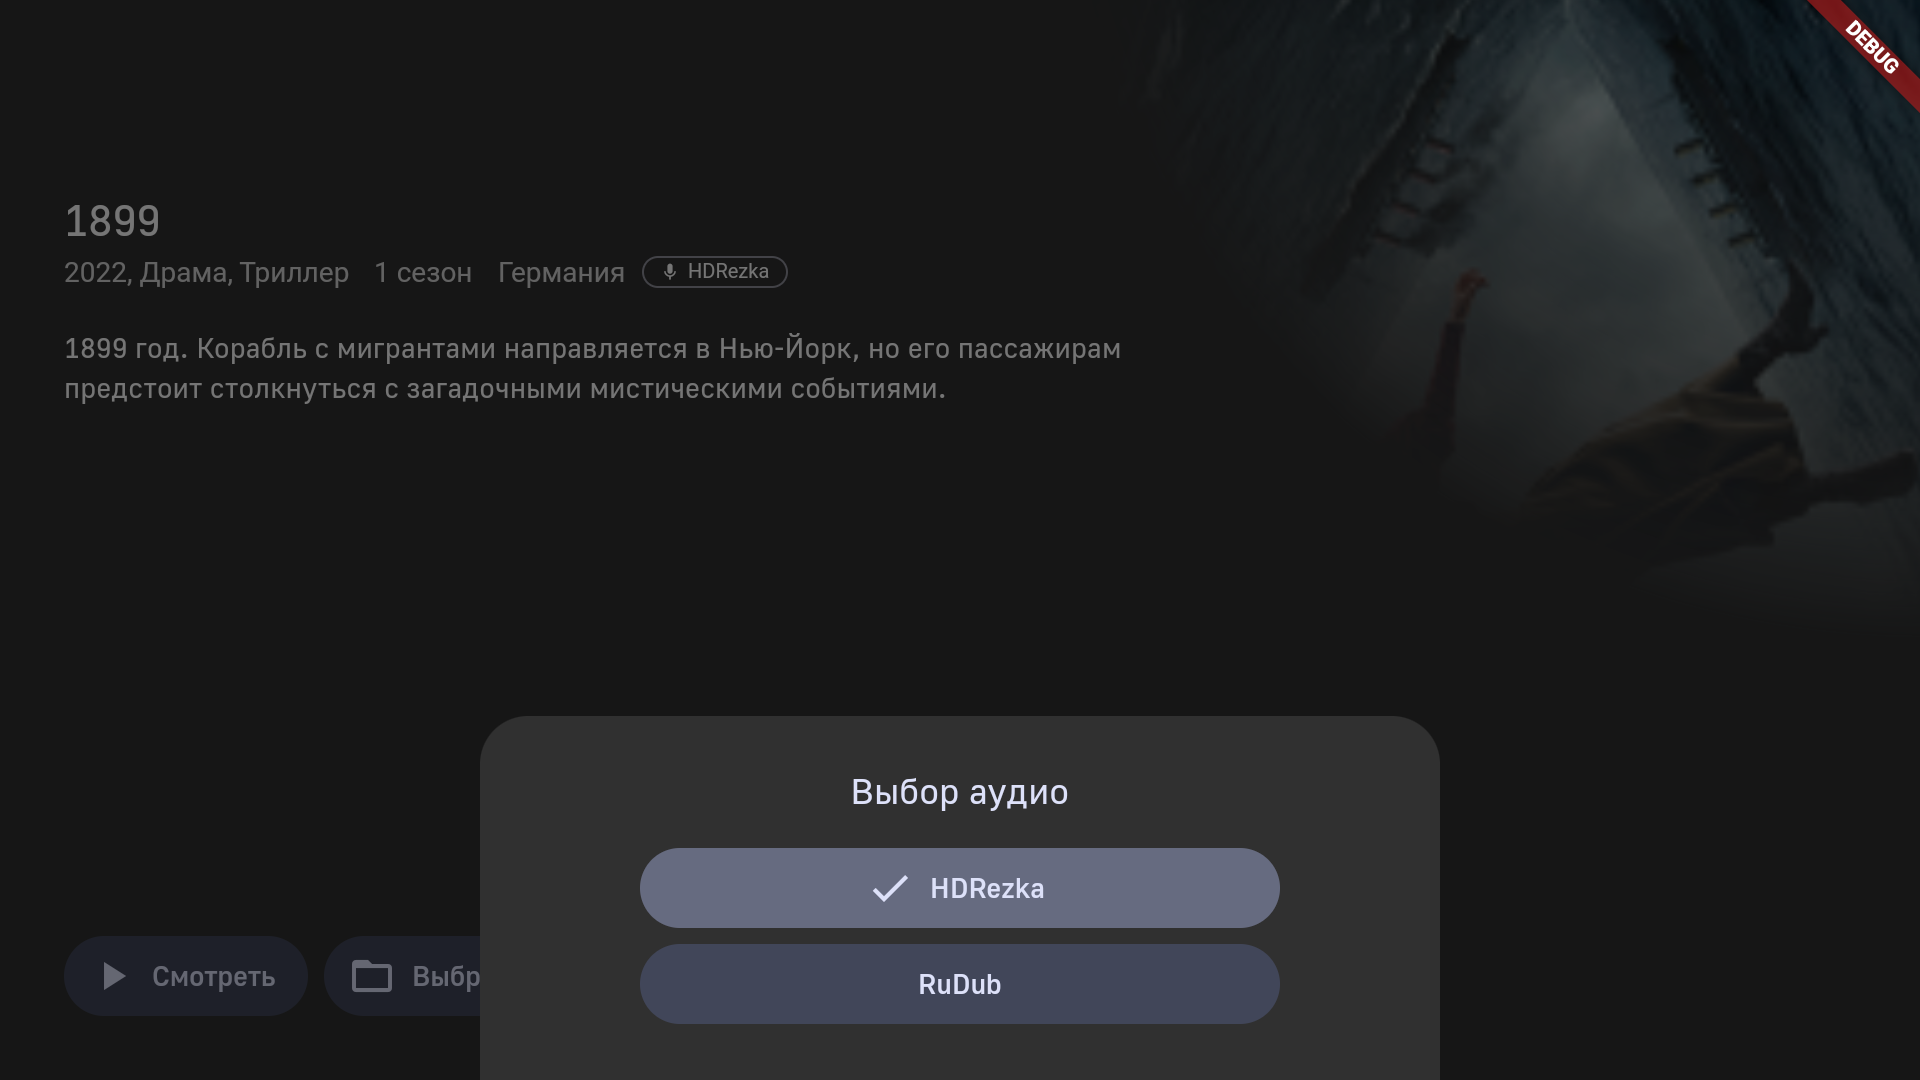 DEBUG
1899
2022, Драма, Триллер 1 сезон Германия HDRezka
1899 год. Корабль с мигрантами направляется в Нью-Йорк, но его пассажирам
предстоит столкнуться с загадочными мистическими событиями.
Выбор аудио
HDRezka
RuDub
Смотреть
Выбр